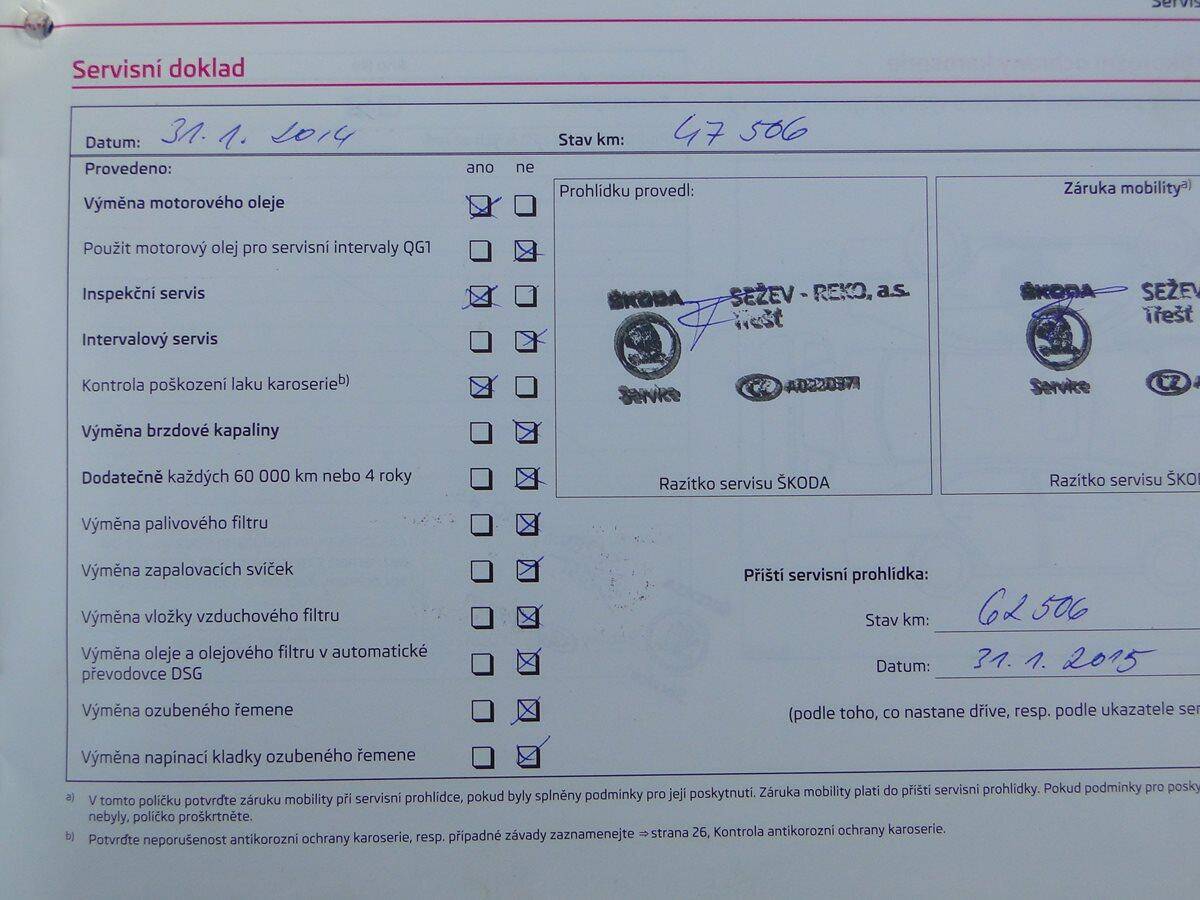 Servis
Servisní doklad
Datum: 31. 1. 2014 Stav km: 47 506
Provedeno: ano ne
Prohlídku provedl:
Záruka mobility a)
Výměna motorového oleje
Použit motorový olej pro servisní intervaly QG1
Inspekční servis
Intervalový servis
Kontrola poškození laku karoserie b)
Výměna brzdové kapaliny
Dodatečně každých 60 000 km nebo 4 roky
Výměna palivového filtru
Výměna zapalovacích svíček
Výměna vložky vzduchového filtru
Výměna oleje a olejového filtru v automatické
převodovce DSG
Výměna ozubeného řemene
Výměna napínací kladky ozubeného řemene
ŠKODA SEŽEV - REKO, a.s.
Třešť
Service CZ
Razítko servisu ŠKODA
ŠKODA SEŽEV
Třešť
Service CZ
Razítko servisu ŠKO
Příští servisní prohlídka:
Stav km: 62 506
Datum: 31. 1. 2015
(podle toho, co nastane dříve, resp. podle ukazatele ser
a) V tomto políčku potvrďte záruku mobility při servisní prohlídce, pokud byly splněny podmínky pro její poskytnutí. Záruka mobility platí do příští servisní prohlídky. Pokud podmínky pro posky
nebyly, políčko proškrtněte.
b) Potvrďte neporušenost antikorozní ochrany karoserie, resp. případné závady zaznamenejte ⇒ strana 26, Kontrola antikorozní ochrany karoserie.